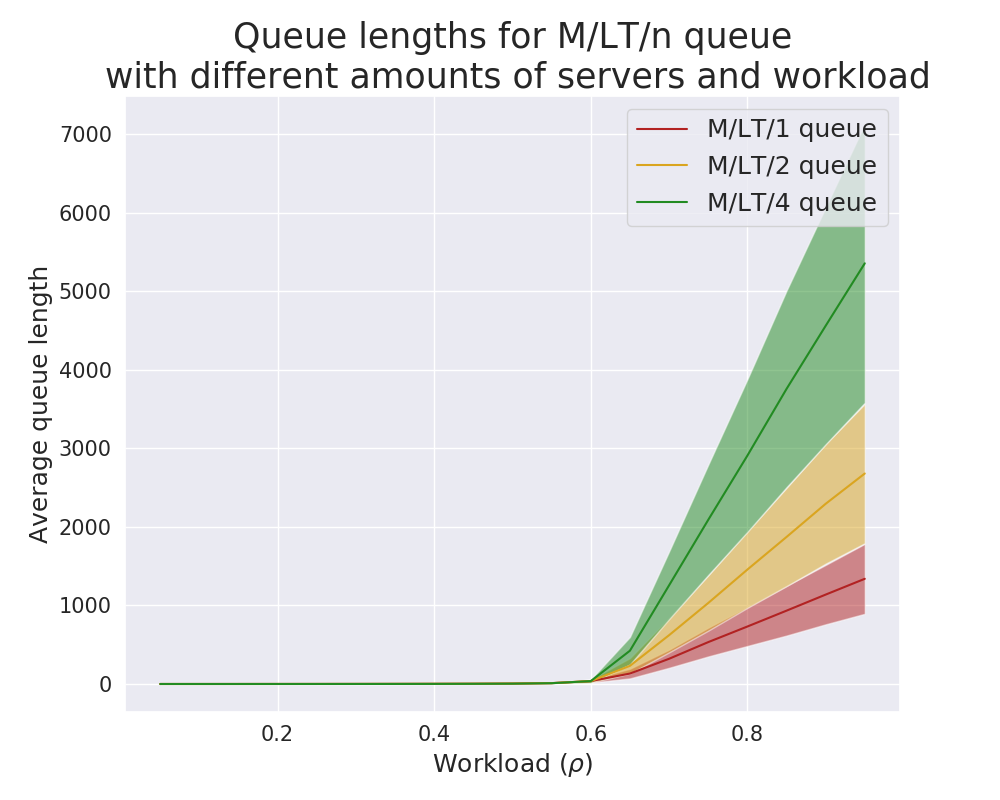 Queue lengths for M/LT/n queue
with different amounts of servers and workload
M/LT/1 queue
M/LT/2 queue
M/LT/4 queue
Average queue length
7000
6000
5000
4000
3000
2000
1000
0
0.2 0.4 0.6 0.8
Workload (ρ)